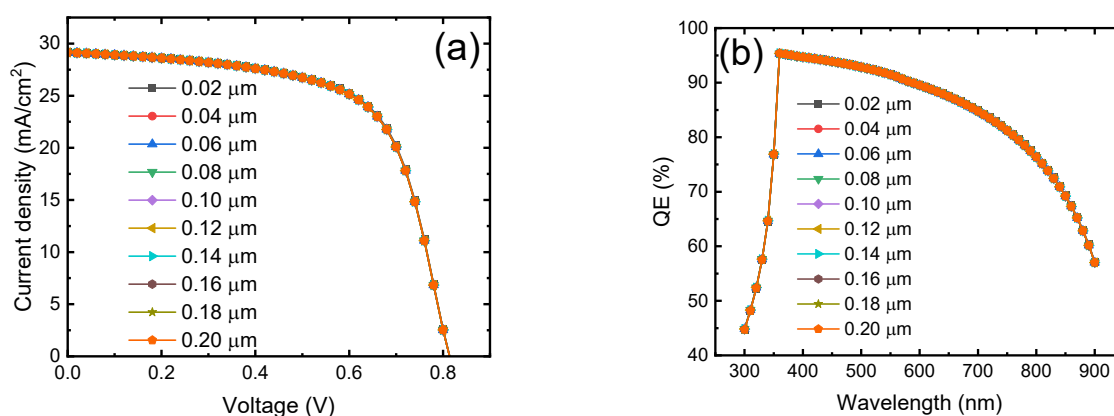 (a)
Current density (mA/cm²)
30
25
20
15
10
5
0
0.02 μm
0.04 μm
0.06 μm
0.08 μm
0.10 μm
0.12 μm
0.14 μm
0.16 μm
0.18 μm
0.20 μm
0.0 0.2 0.4 0.6 0.8
Voltage (V)
(b)
QE (%)
100
90
80
70
60
50
40
0.02 μm
0.04 μm
0.06 μm
0.08 μm
0.10 μm
0.12 μm
0.14 μm
0.16 μm
0.18 μm
0.20 μm
300 400 500 600 700 800 900
Wavelength (nm)